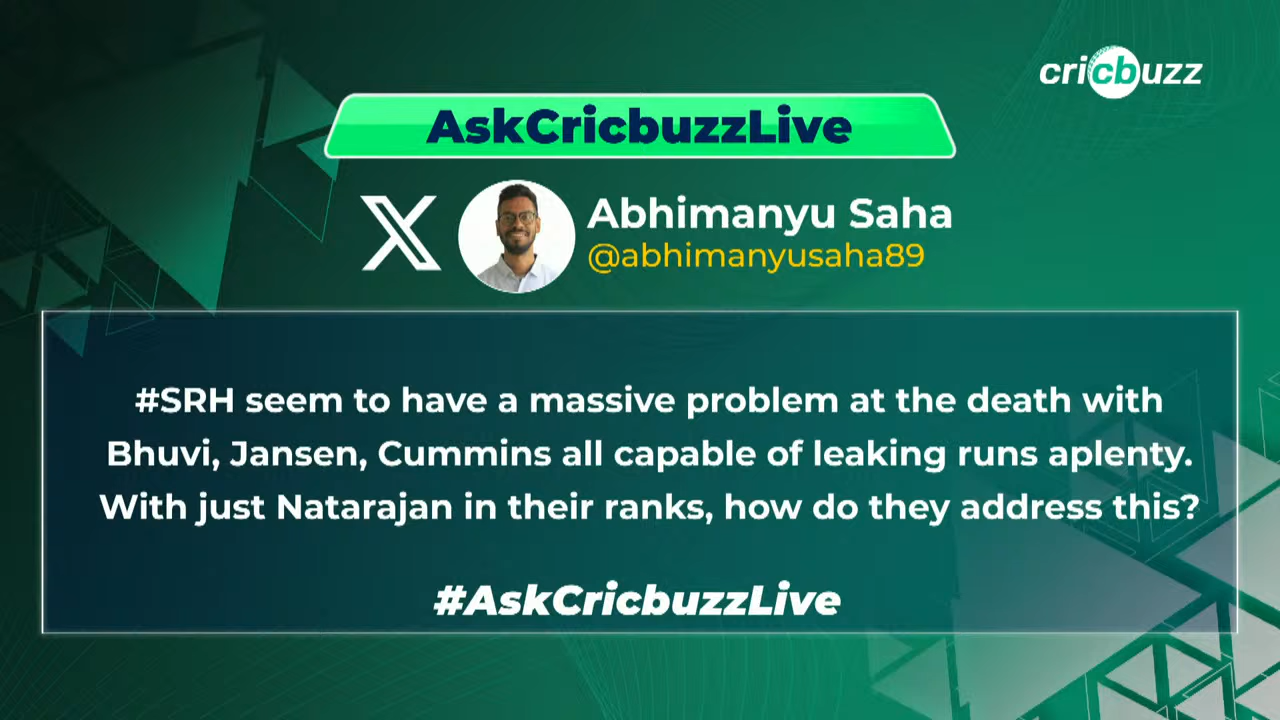 cricbuzz
AskCricbuzzLive
Abhimanyu Saha
@abhimanyusaha89
#SRH seem to have a massive problem at the death with
Bhuvi, Jansen, Cummins all capable of leaking runs aplenty.
With just Natarajan in their ranks, how do they address this?
#AskCricbuzzLive